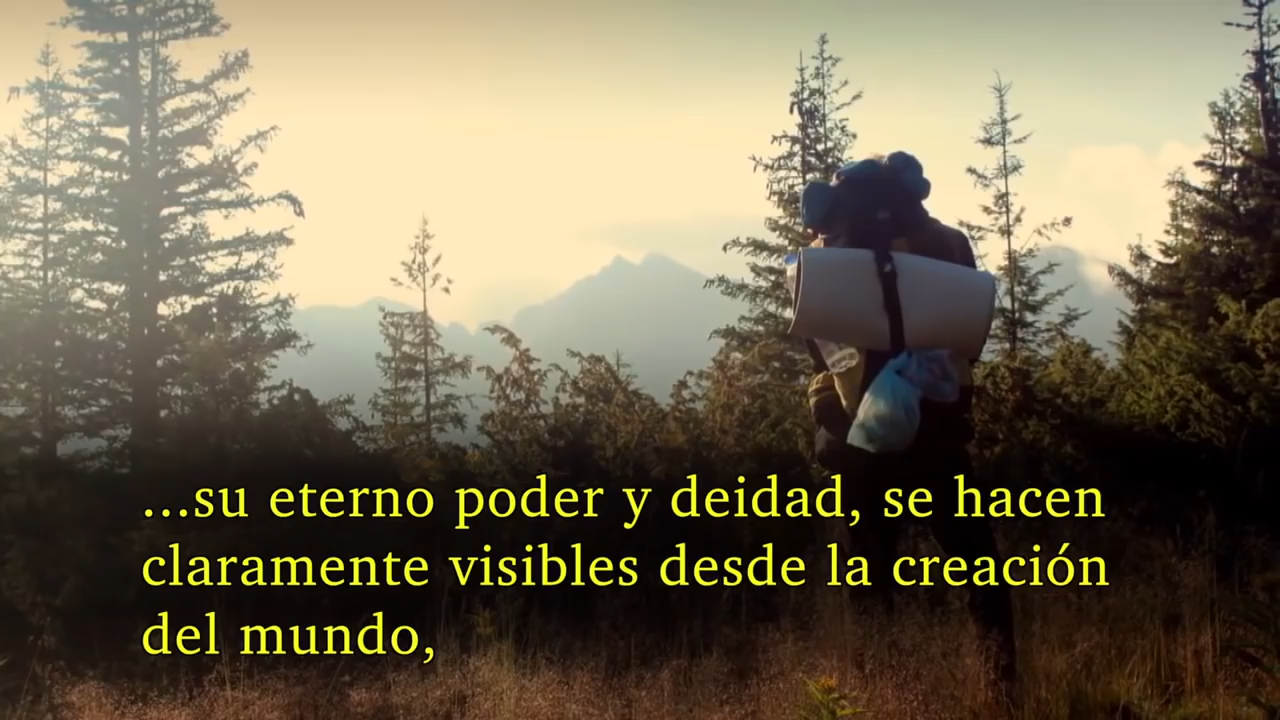 ...su eterno poder y deidad, se hacen
claramente visibles desde la creación
del mundo,